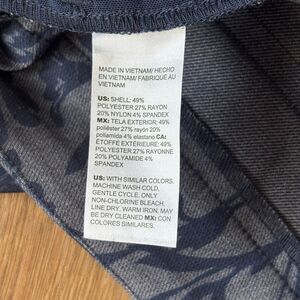 MADE IN VIETNAM/ HECHO
EN VIETNAM/ FABRIQUÉ AU
VIETNAM
US: SHELL: 49%
POLYESTER 27% RAYON
20% NYLON 4% SPANDEX
MX: TELA EXTERIOR: 49%
poliéster 27% rayón 20%
poliamida 4% elastano CA:
ÉTOFFE EXTÉRIEURE: 49%
POLYESTER 27% RAYONNE
20% POLYAMIDE 4%
SPANDEX
US: WITH SIMILAR COLORS.
MACHINE WASH COLD,
GENTLE CYCLE. ONLY
NON-CHLORINE BLEACH.
LINE DRY. WARM IRON. MAY
BE DRY CLEANED MX: CON
COLORES SIMILARES.